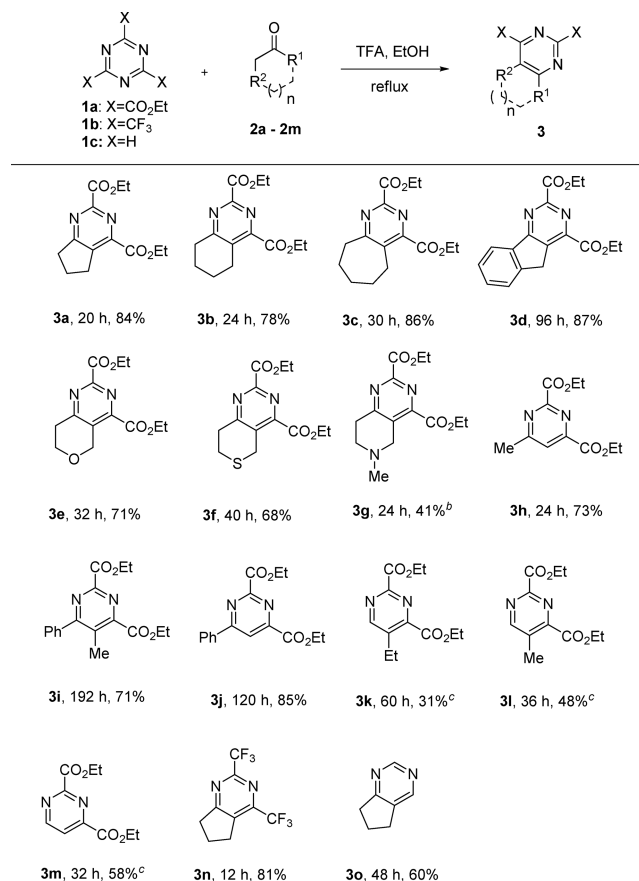 X
N N
X N X
1a: X=CO₂Et
1b: X=CF₃
1c: X=H
+
O
R¹
R²
( )n
2a - 2m
TFA, EtOH
reflux
X X
N
N
R²
R¹
( )n
3
CO₂Et
N N
CO₂Et
3a, 20 h, 84%
CO₂Et
N N
CO₂Et
3b, 24 h, 78%
CO₂Et
N N
CO₂Et
3c, 30 h, 86%
CO₂Et
N N
CO₂Et
3d, 96 h, 87%
CO₂Et
N N
CO₂Et
O
3e, 32 h, 71%
CO₂Et
N N
CO₂Et
S
3f, 40 h, 68%
CO₂Et
N N
CO₂Et
N
Me
3g, 24 h, 41%ᵇ
CO₂Et
N N
Me CO₂Et
3h, 24 h, 73%
CO₂Et
N N
Ph CO₂Et
Me
3i, 192 h, 71%
CO₂Et
N N
Ph CO₂Et
3j, 120 h, 85%
CO₂Et
N N
CO₂Et
Et
3k, 60 h, 31%ᶜ
CO₂Et
N N
CO₂Et
Me
3l, 36 h, 48%ᶜ
CO₂Et
N N
CO₂Et
3m, 32 h, 58%ᶜ
CF₃
N N
CF₃
3n, 12 h, 81%
N N
3o, 48 h, 60%